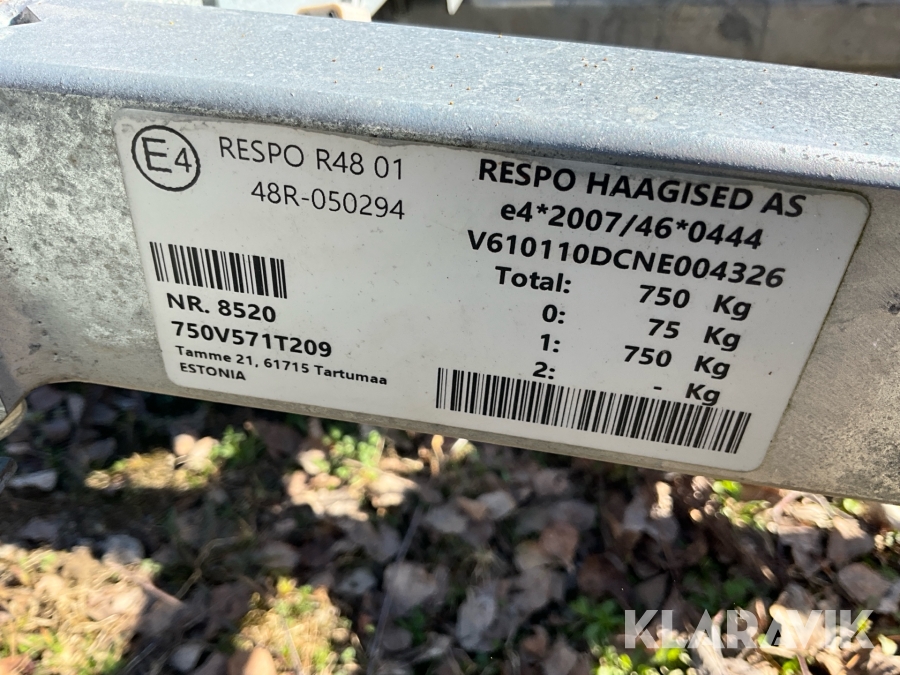 E4
RESPO R48 01
48R-050294
NR. 8520
750V571T209
Tamme 21, 61715 Tartumaa
ESTONIA
RESPO HAAGISED AS
e4*2007/46*0444
V610110DCNE004326
Total: 750 Kg
0: 75 Kg
1: 750 Kg
2: - Kg
KLARAVIK